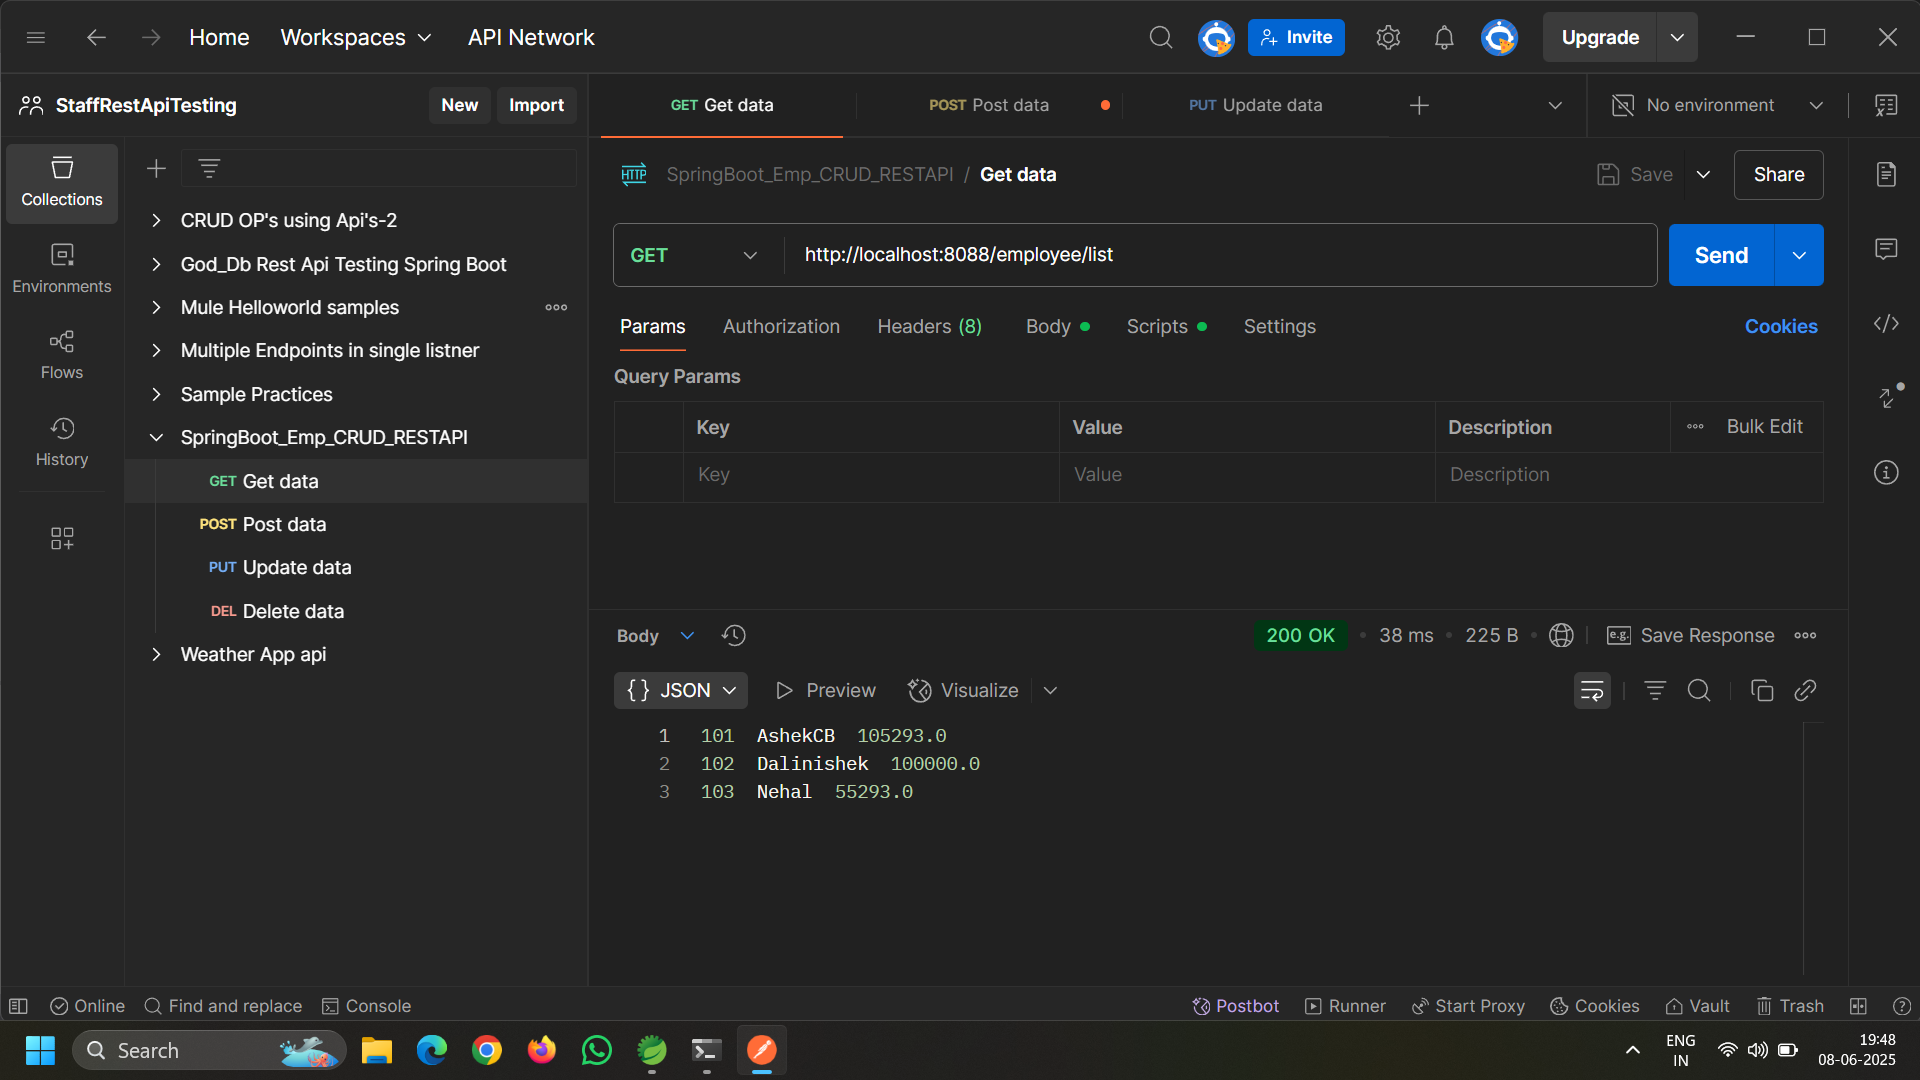 Home Workspaces API Network Invite Upgrade
StaffRestApiTesting New Import
GET Get data POST Post data PUT Update data No environment
Collections
Environments
Flows
History
CRUD OP's using Api's-2
God_Db Rest Api Testing Spring Boot
Mule Helloworld samples
Multiple Endpoints in single listner
Sample Practices
SpringBoot_Emp_CRUD_RESTAPI
GET Get data
POST Post data
PUT Update data
DEL Delete data
Weather App api
HTTP SpringBoot_Emp_CRUD_RESTAPI / Get data Save Share
GET http://localhost:8088/employee/list Send
Params Authorization Headers (8) Body Scripts Settings Cookies
Query Params
Key Value Description Bulk Edit
Key Value Description
Body 200 OK 38 ms 225 B e.g. Save Response
{} JSON Preview Visualize
1 101 AshekCB 105293.0
2 102 Dalinishek 100000.0
3 103 Nehal 55293.0
Online Find and replace Console Postbot Runner Start Proxy Cookies Vault Trash
Search
ENG
IN
19:48
08-06-2025